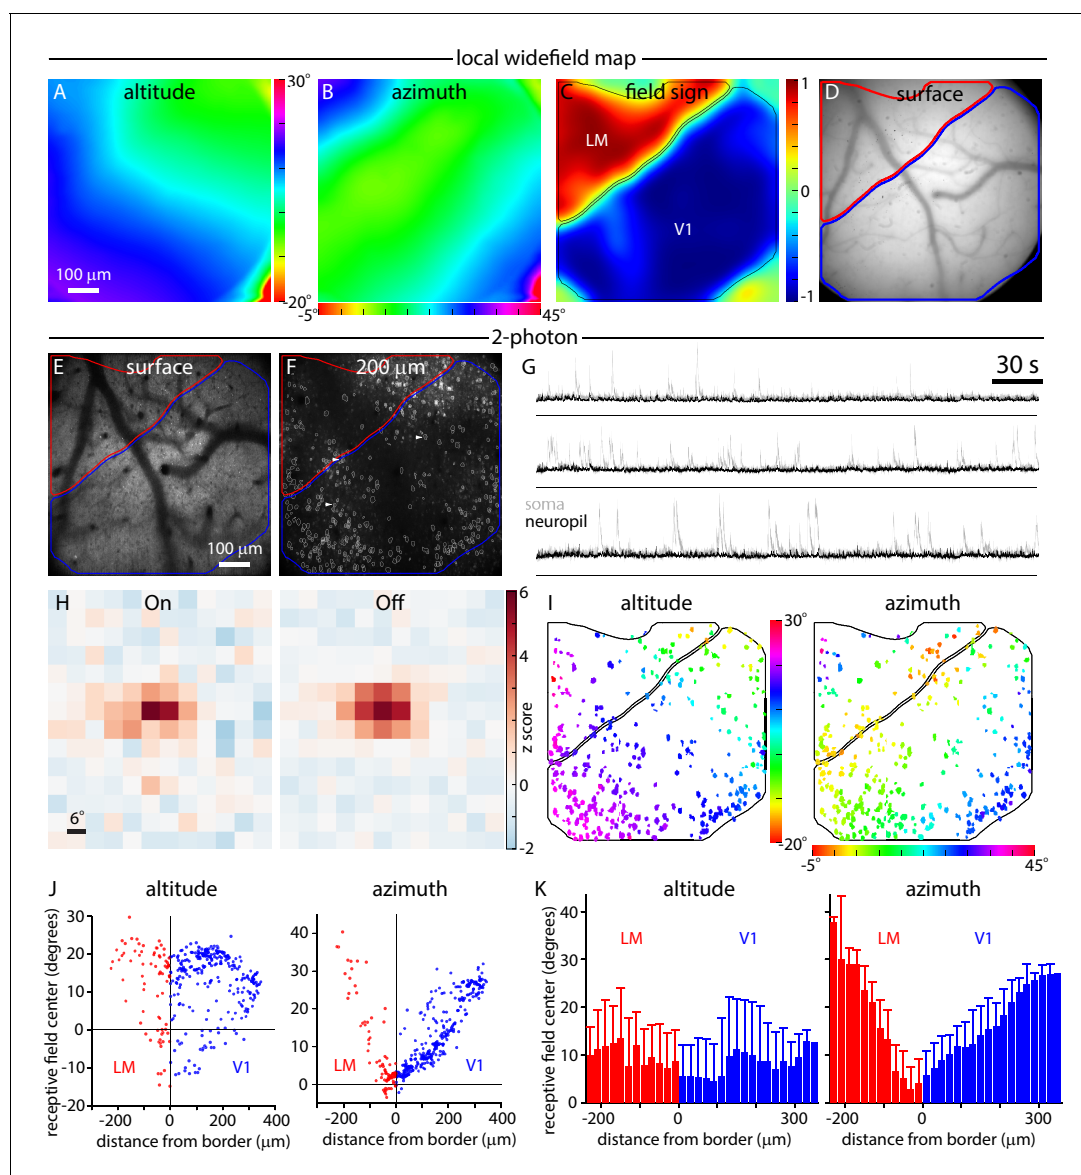 local widefield map
A altitude
30°
-20°
100 µm
B azimuth
-5° 45°
C field sign
LM
V1
1
0
-1
D surface
2-photon
E surface
100 µm
F 200 µm
G
30 s
soma
neuropil
H On
Off
6°
6
4
2
0
-2
z score
I altitude
azimuth
30°
-20°
-5° 45°
J altitude
azimuth
receptive field center (degrees)
30
20
10
0
-10
-20
LM V1
-200 0 200 400
distance from border (µm)
40
30
20
10
0
LM V1
-200 0 200 400
distance from border (µm)
K altitude
azimuth
receptive field center (degrees)
40
30
20
10
0
LM V1
-200 0 300
distance from border (µm)
40
30
20
10
0
LM V1
-200 0 300
distance from border (µm)